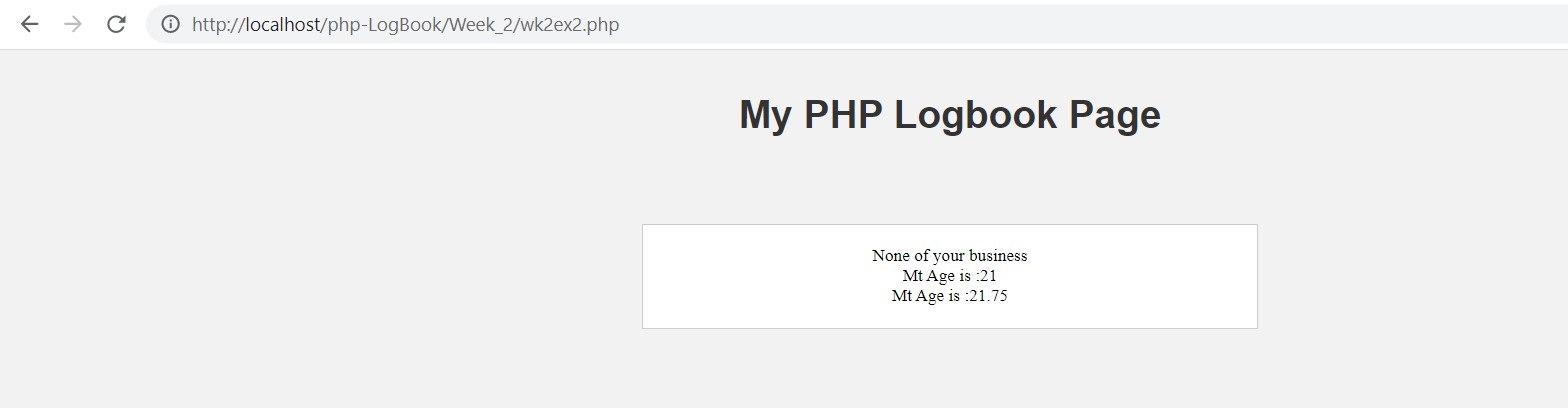 http://localhost/php-LogBook/Week_2/wk2ex2.php
My PHP Logbook Page
None of your business
Mt Age is :21
Mt Age is :21.75